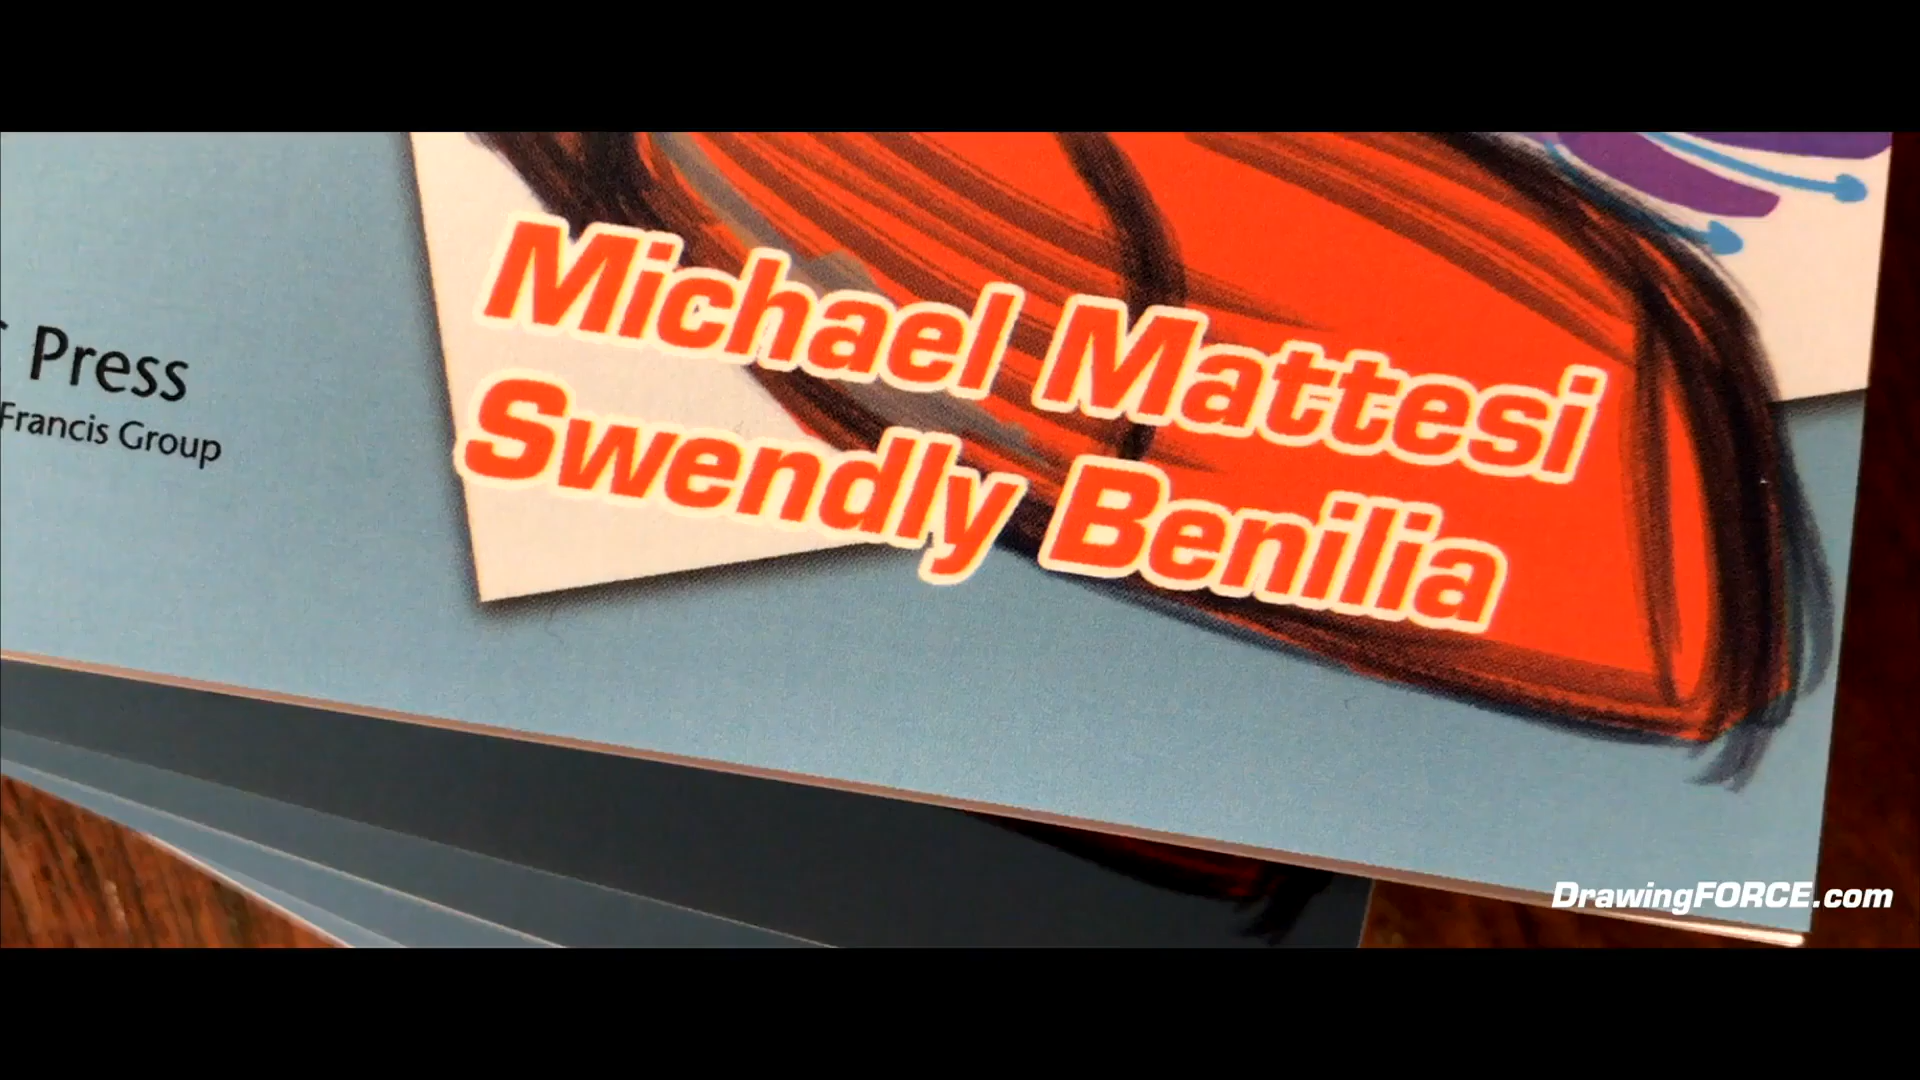 Press
Francis Group
Michael Mattesi
Swendly Benilia
DrawingFORCE.com